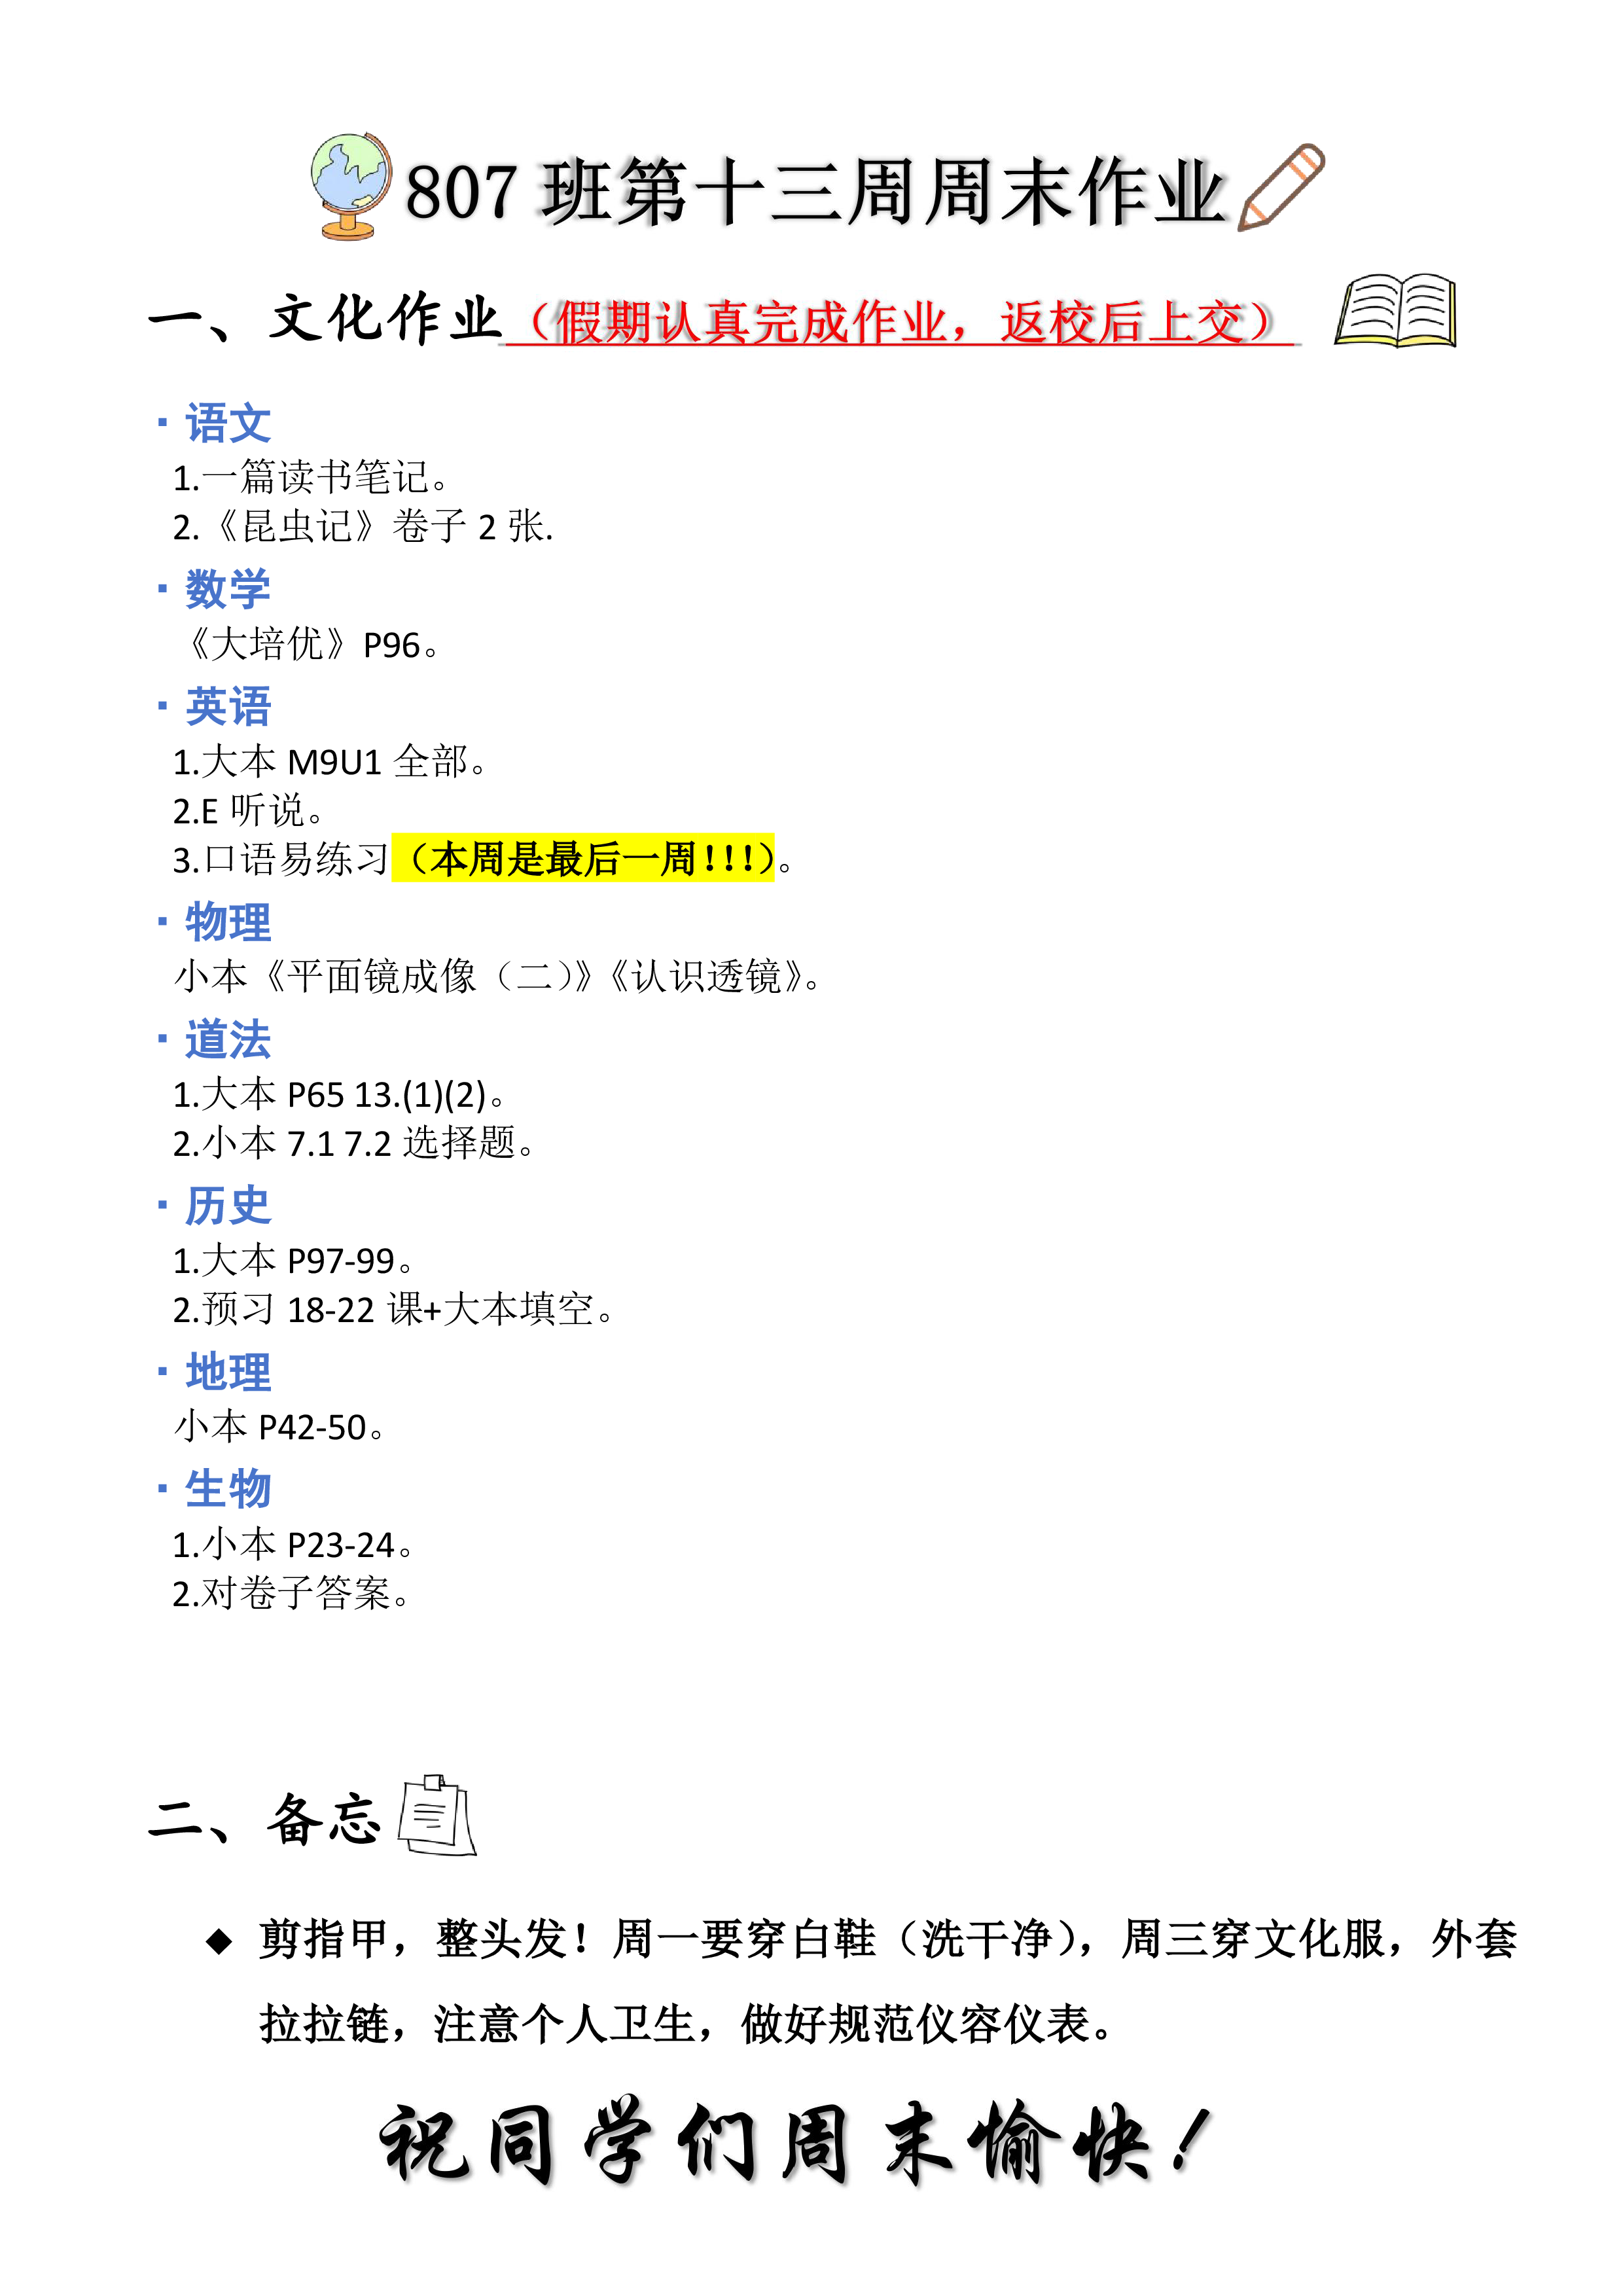 807 班第十三周周末作业
一、文化作业（假期认真完成作业，返校后上交）
· 语文
1.一篇读书笔记。
2.《昆虫记》卷子 2 张.
· 数学
《大培优》P96。
· 英语
1.大本 M9U1 全部。
2.E 听说。
3.口语易练习（本周是最后一周！！！）。
· 物理
小本《平面镜成像（二）》《认识透镜》。
· 道法
1.大本 P65 13.(1)(2)。
2.小本 7.1 7.2 选择题。
· 历史
1.大本 P97-99。
2.预习 18-22 课+大本填空。
· 地理
小本 P42-50。
· 生物
1.小本 P23-24。
2.对卷子答案。
二、备忘
◆ 剪指甲，整头发！周一要穿白鞋（洗干净），周三穿文化服，外套
拉拉链，注意个人卫生，做好规范仪容仪表。
祝同学们周末愉快！